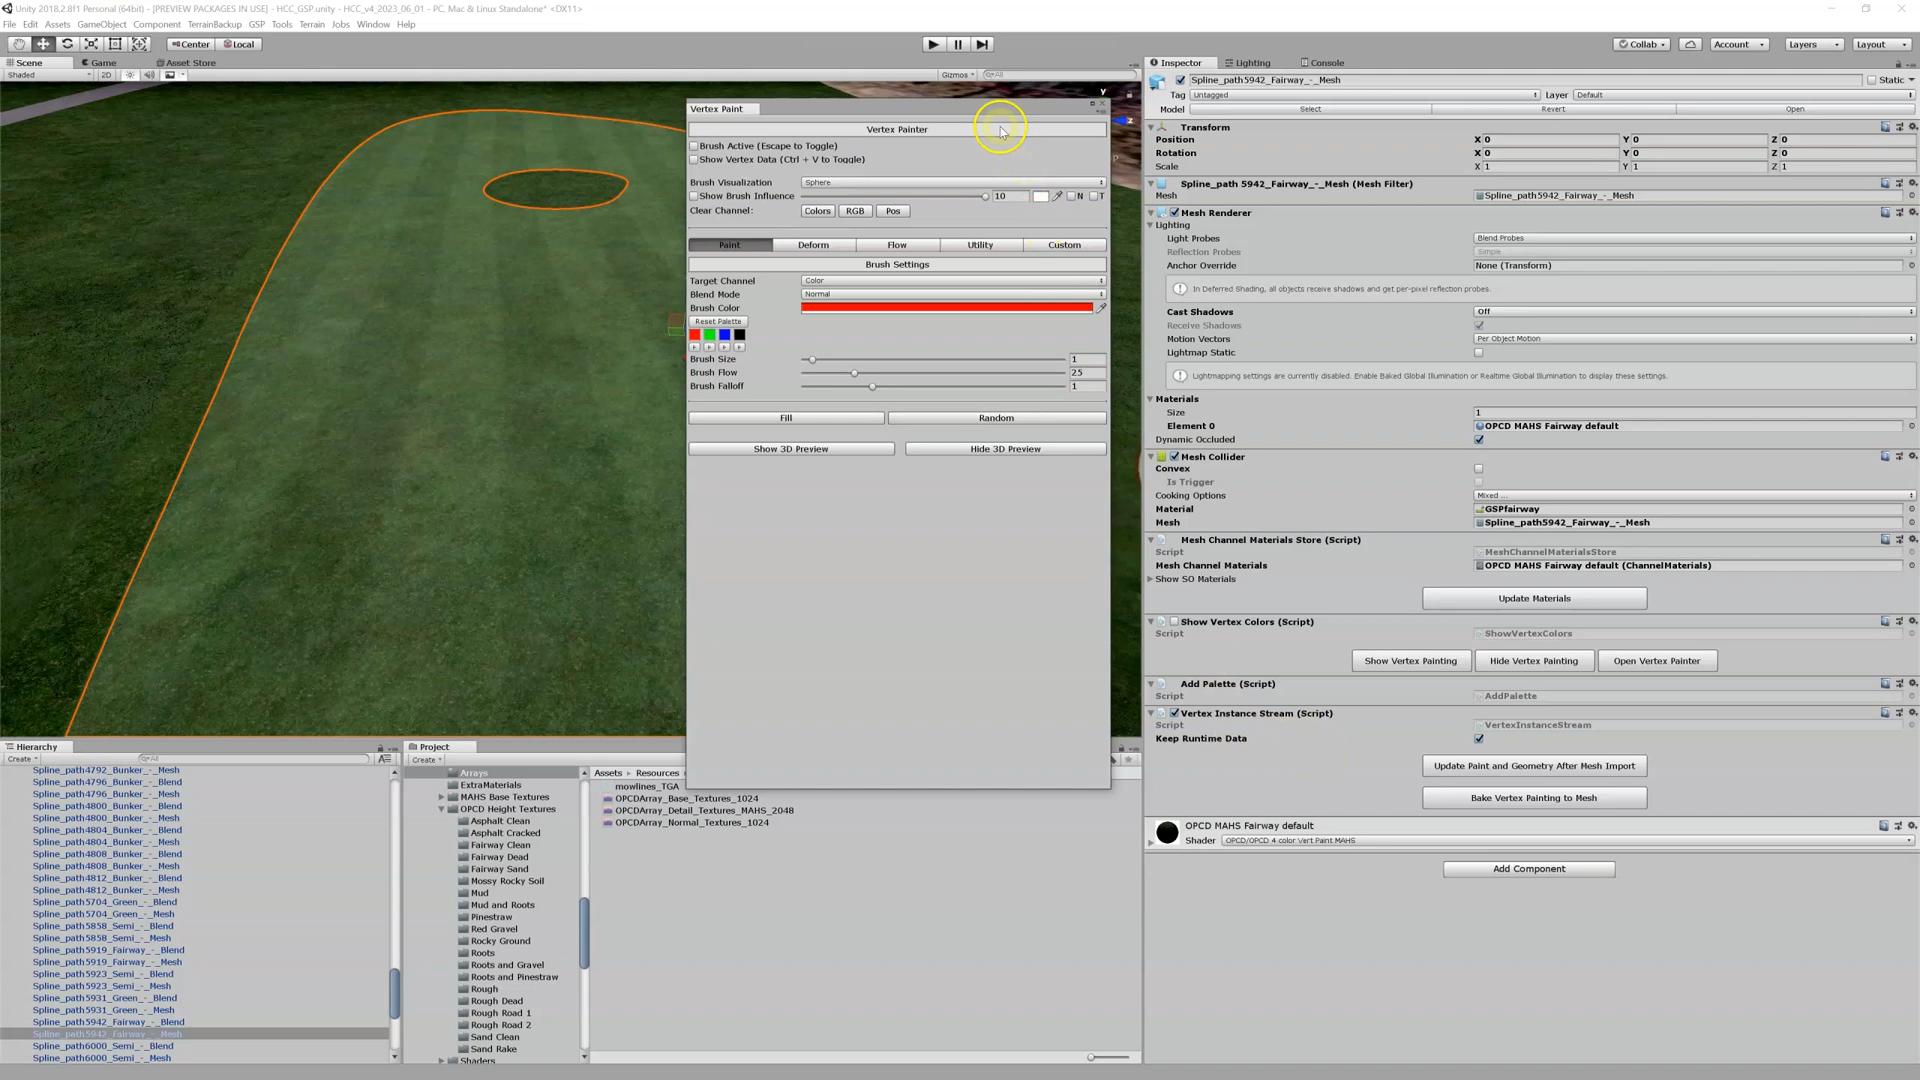 Unity 2018.2.8f1 Personal (64bit) - [PREVIEW PACKAGES IN USE] - HCC_GSP.unity - HCC_v4_2023_06_01 - PC, Mac & Linux Standalone* <DX11>
File Edit Assets GameObject Component TerrainBackup GSP Tools Terrain Jobs Window Help
Center Local
Collab Account Layers Layout
Scene Game Asset Store
Shaded 2D Gizmos All
y
z
Vertex Paint
Vertex Painter
Brush Active (Escape to Toggle)
Show Vertex Data (Ctrl + V to Toggle)
Brush Visualization Sphere
Show Brush Influence 10 N T
Clear Channel: Colors RGB Pos
Paint Deform Flow Utility Custom
Brush Settings
Target Channel Color
Blend Mode Normal
Brush Color
Reset Palette
Brush Size 1
Brush Flow 25
Brush Falloff 1
Fill Random
Show 3D Preview Hide 3D Preview
Inspector Lighting Console
Spline_path5942_Fairway_-_Mesh Static
Tag Untagged Layer Default
Model Select Revert Open
Transform
Position X 0 Y 0 Z 0
Rotation X 0 Y 0 Z 0
Scale X 1 Y 1 Z 1
Spline_path 5942_Fairway_-_Mesh (Mesh Filter)
Mesh Spline_path5942_Fairway_-_Mesh
Mesh Renderer
Lighting
Light Probes Blend Probes
Reflection Probes Simple
Anchor Override None (Transform)
In Deferred Shading, all objects receive shadows and get per-pixel reflection probes.
Cast Shadows Off
Receive Shadows
Motion Vectors Per Object Motion
Lightmap Static
Lightmapping settings are currently disabled. Enable Baked Global Illumination or Realtime Global Illumination to display these settings.
Materials
Size 1
Element 0 OPCD MAHS Fairway default
Dynamic Occluded
Mesh Collider
Convex
Is Trigger
Cooking Options Mixed ...
Material GSPfairway
Mesh Spline_path5942_Fairway_-_Mesh
Mesh Channel Materials Store (Script)
Script MeshChannelMaterialsStore
Mesh Channel Materials OPCD MAHS Fairway default (ChannelMaterials)
Show SO Materials
Update Materials
Show Vertex Colors (Script)
Script ShowVertexColors
Show Vertex Painting Hide Vertex Painting Open Vertex Painter
Add Palette (Script)
Script AddPalette
Vertex Instance Stream (Script)
Script VertexInstanceStream
Keep Runtime Data
Update Paint and Geometry After Mesh Import
Bake Vertex Painting to Mesh
OPCD MAHS Fairway default
Shader OPCD/OPCD 4 color Vert Paint MAHS
Add Component
Hierarchy
Create All
Spline_path4792_Bunker_-_Mesh
Spline_path4796_Bunker_-_Blend
Spline_path4796_Bunker_-_Mesh
Spline_path4800_Bunker_-_Blend
Spline_path4800_Bunker_-_Mesh
Spline_path4804_Bunker_-_Blend
Spline_path4804_Bunker_-_Mesh
Spline_path4808_Bunker_-_Blend
Spline_path4808_Bunker_-_Mesh
Spline_path4812_Bunker_-_Blend
Spline_path4812_Bunker_-_Mesh
Spline_path5704_Green_-_Blend
Spline_path5704_Green_-_Mesh
Spline_path5858_Semi_-_Blend
Spline_path5858_Semi_-_Mesh
Spline_path5919_Fairway_-_Blend
Spline_path5919_Fairway_-_Mesh
Spline_path5923_Semi_-_Blend
Spline_path5923_Semi_-_Mesh
Spline_path5931_Green_-_Blend
Spline_path5931_Green_-_Mesh
Spline_path5942_Fairway_-_Blend
Spline_path5942_Fairway_-_Mesh
Spline_path6000_Semi_-_Blend
Spline_path6000_Semi_-_Mesh
Project
Create
Arrays
ExtraMaterials
MAHS Base Textures
OPCD Height Textures
Asphalt Clean
Asphalt Cracked
Fairway Clean
Fairway Dead
Fairway Sand
Mossy Rocky Soil
Mud
Mud and Roots
Pinestraw
Red Gravel
Rocky Ground
Roots
Roots and Gravel
Roots and Pinestraw
Rough
Rough Dead
Rough Road 1
Rough Road 2
Sand Clean
Sand Rake
Shaders
Assets Resources
mowlines_TGA
OPCDArray_Base_Textures_1024
OPCDArray_Detail_Textures_MAHS_2048
OPCDArray_Normal_Textures_1024